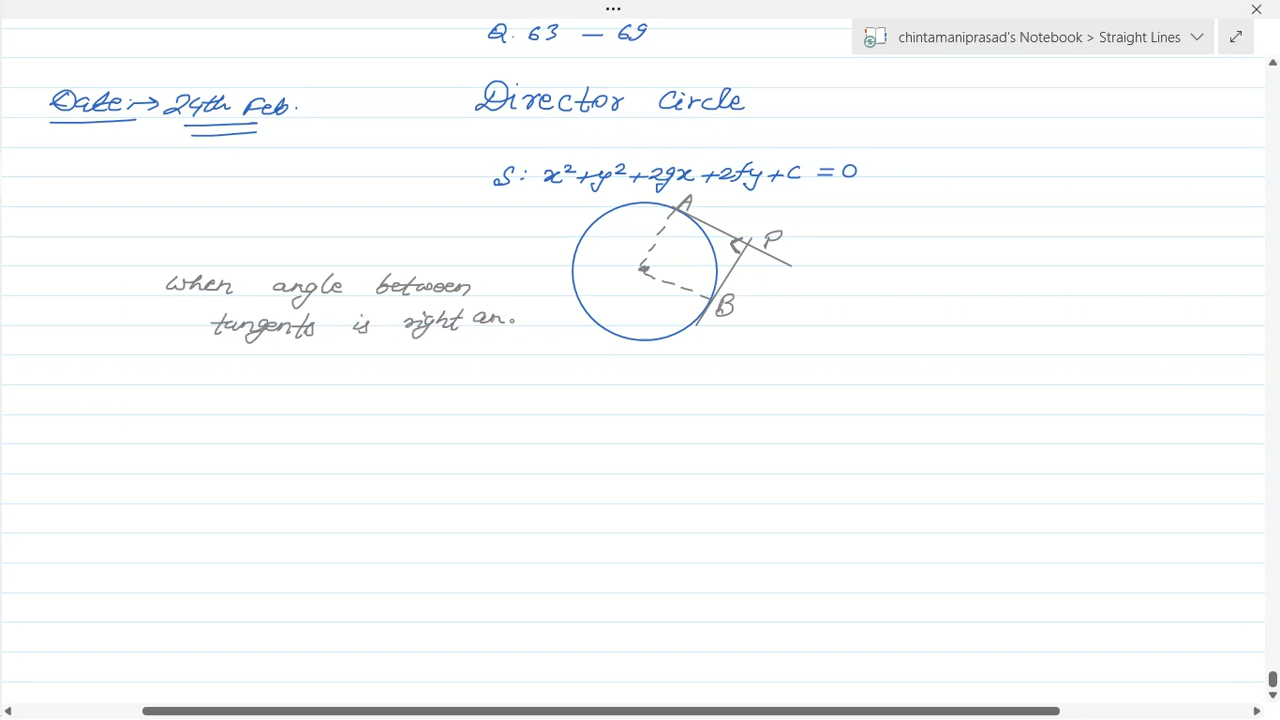 ...
Q. 63 — 69
chintamaniprasad's Notebook > Straight Lines
Date:→ 24th Feb.
Director Circle
S: x²+y²+2gx+2fy+c = 0
A
P
B
When angle between
tangents is right an.